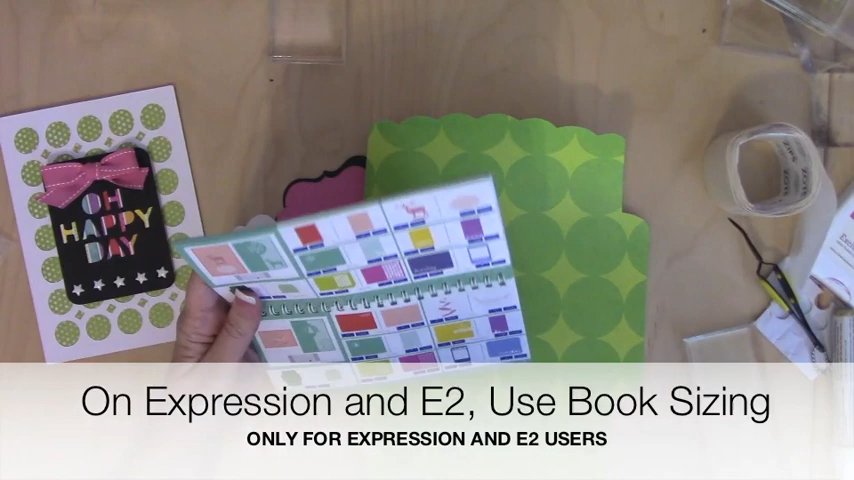 OH
HAPPY
DAY
On Expression and E2, Use Book Sizing
ONLY FOR EXPRESSION AND E2 USERS